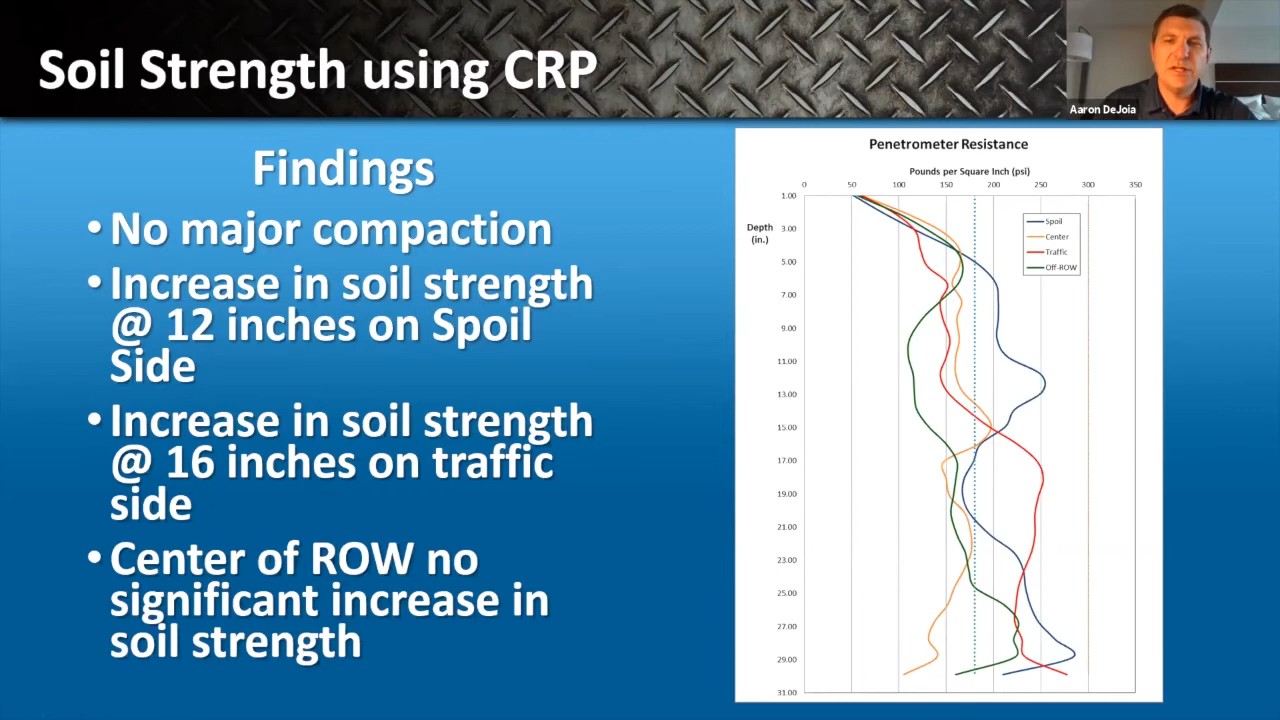 Soil Strength using CRP
Aaron DeJoia
Findings
•No major compaction
•Increase in soil strength
@ 12 inches on Spoil
Side
•Increase in soil strength
@ 16 inches on traffic
side
•Center of ROW no
significant increase in
soil strength
Penetrometer Resistance
Pounds per Square Inch (psi)
0 50 100 150 200 250 300 350
Depth
(in.)
1.00
3.00
5.00
7.00
9.00
11.00
13.00
15.00
17.00
19.00
21.00
23.00
25.00
27.00
29.00
31.00
Spoil
Center
Traffic
Off-ROW